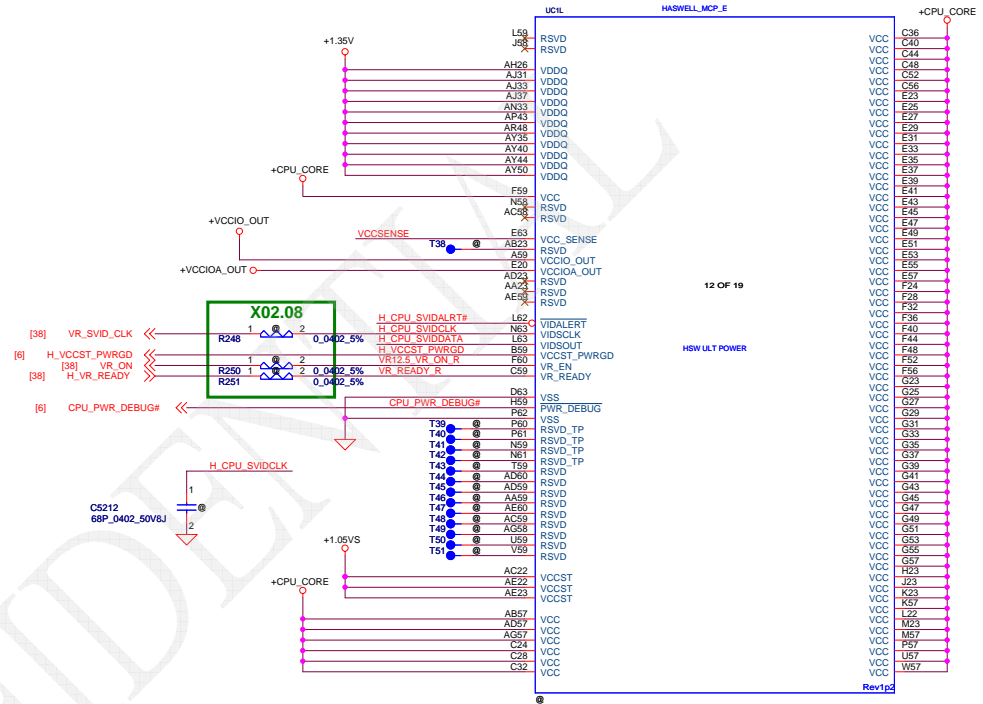 UC1L
HASWELL_MCP_E
+CPU_CORE
+1.35V
L59 RSVD
J58 RSVD
AH26 VDDQ
AJ31 VDDQ
AJ33 VDDQ
AJ37 VDDQ
AN33 VDDQ
AP43 VDDQ
AR48 VDDQ
AY35 VDDQ
AY40 VDDQ
AY44 VDDQ
AY50 VDDQ
+CPU_CORE
F59 VCC
N58 RSVD
AC58 RSVD
+VCCIO_OUT
VCCSENSE E63 VCC_SENSE
T38 @ AB23 RSVD
A59 VCCIO_OUT
+VCCIOA_OUT E20 VCCIOA_OUT
AD23 RSVD
AA23 RSVD
AE59 RSVD
12 OF 19
X02.08
H_CPU_SVIDALRT# L62 VIDALERT
[38] VR_SVID_CLK 1 @ 2 R248 0_0402_5% H_CPU_SVIDCLK N63 VIDSCLK
H_CPU_SVIDDATA L63 VIDSOUT
[6] H_VCCST_PWRGD H_VCCST_PWRGD B59 VCCST_PWRGD
[38] VR_ON 1 @ 2 R250 0_0402_5% VR12.5_VR_ON_R F60 VR_EN
[38] H_VR_READY 1 @ 2 R251 0_0402_5% VR_READY_R C59 VR_READY
HSW ULT POWER
D63 VSS
[6] CPU_PWR_DEBUG# CPU_PWR_DEBUG# H59 PWR_DEBUG
P62 VSS
T39 @ P60 RSVD_TP
T40 @ P61 RSVD_TP
T41 @ N59 RSVD_TP
T42 @ N61 RSVD_TP
T43 @ T59 RSVD
T44 @ AD60 RSVD
T45 @ AD59 RSVD
T46 @ AA59 RSVD
T47 @ AE60 RSVD
T48 @ AC59 RSVD
T49 @ AG58 RSVD
T50 @ U59 RSVD
T51 @ V59 RSVD
H_CPU_SVIDCLK
1
C5212 @
68P_0402_50V8J
2
+1.05VS
AC22 VCCST
AE22 VCCST
AE23 VCCST
+CPU_CORE
AB57 VCC
AD57 VCC
AG57 VCC
C24 VCC
C28 VCC
C32 VCC
VCC C36
VCC C40
VCC C44
VCC C48
VCC C52
VCC C56
VCC E23
VCC E25
VCC E27
VCC E29
VCC E31
VCC E33
VCC E35
VCC E37
VCC E39
VCC E41
VCC E43
VCC E45
VCC E47
VCC E49
VCC E51
VCC E53
VCC E55
VCC E57
VCC F24
VCC F28
VCC F32
VCC F36
VCC F40
VCC F44
VCC F48
VCC F52
VCC F56
VCC G23
VCC G25
VCC G27
VCC G29
VCC G31
VCC G33
VCC G35
VCC G37
VCC G39
VCC G41
VCC G43
VCC G45
VCC G47
VCC G49
VCC G51
VCC G53
VCC G55
VCC G57
VCC H23
VCC J23
VCC K23
VCC K57
VCC L22
VCC M23
VCC M57
VCC P57
VCC U57
VCC W57
Rev1p2
@